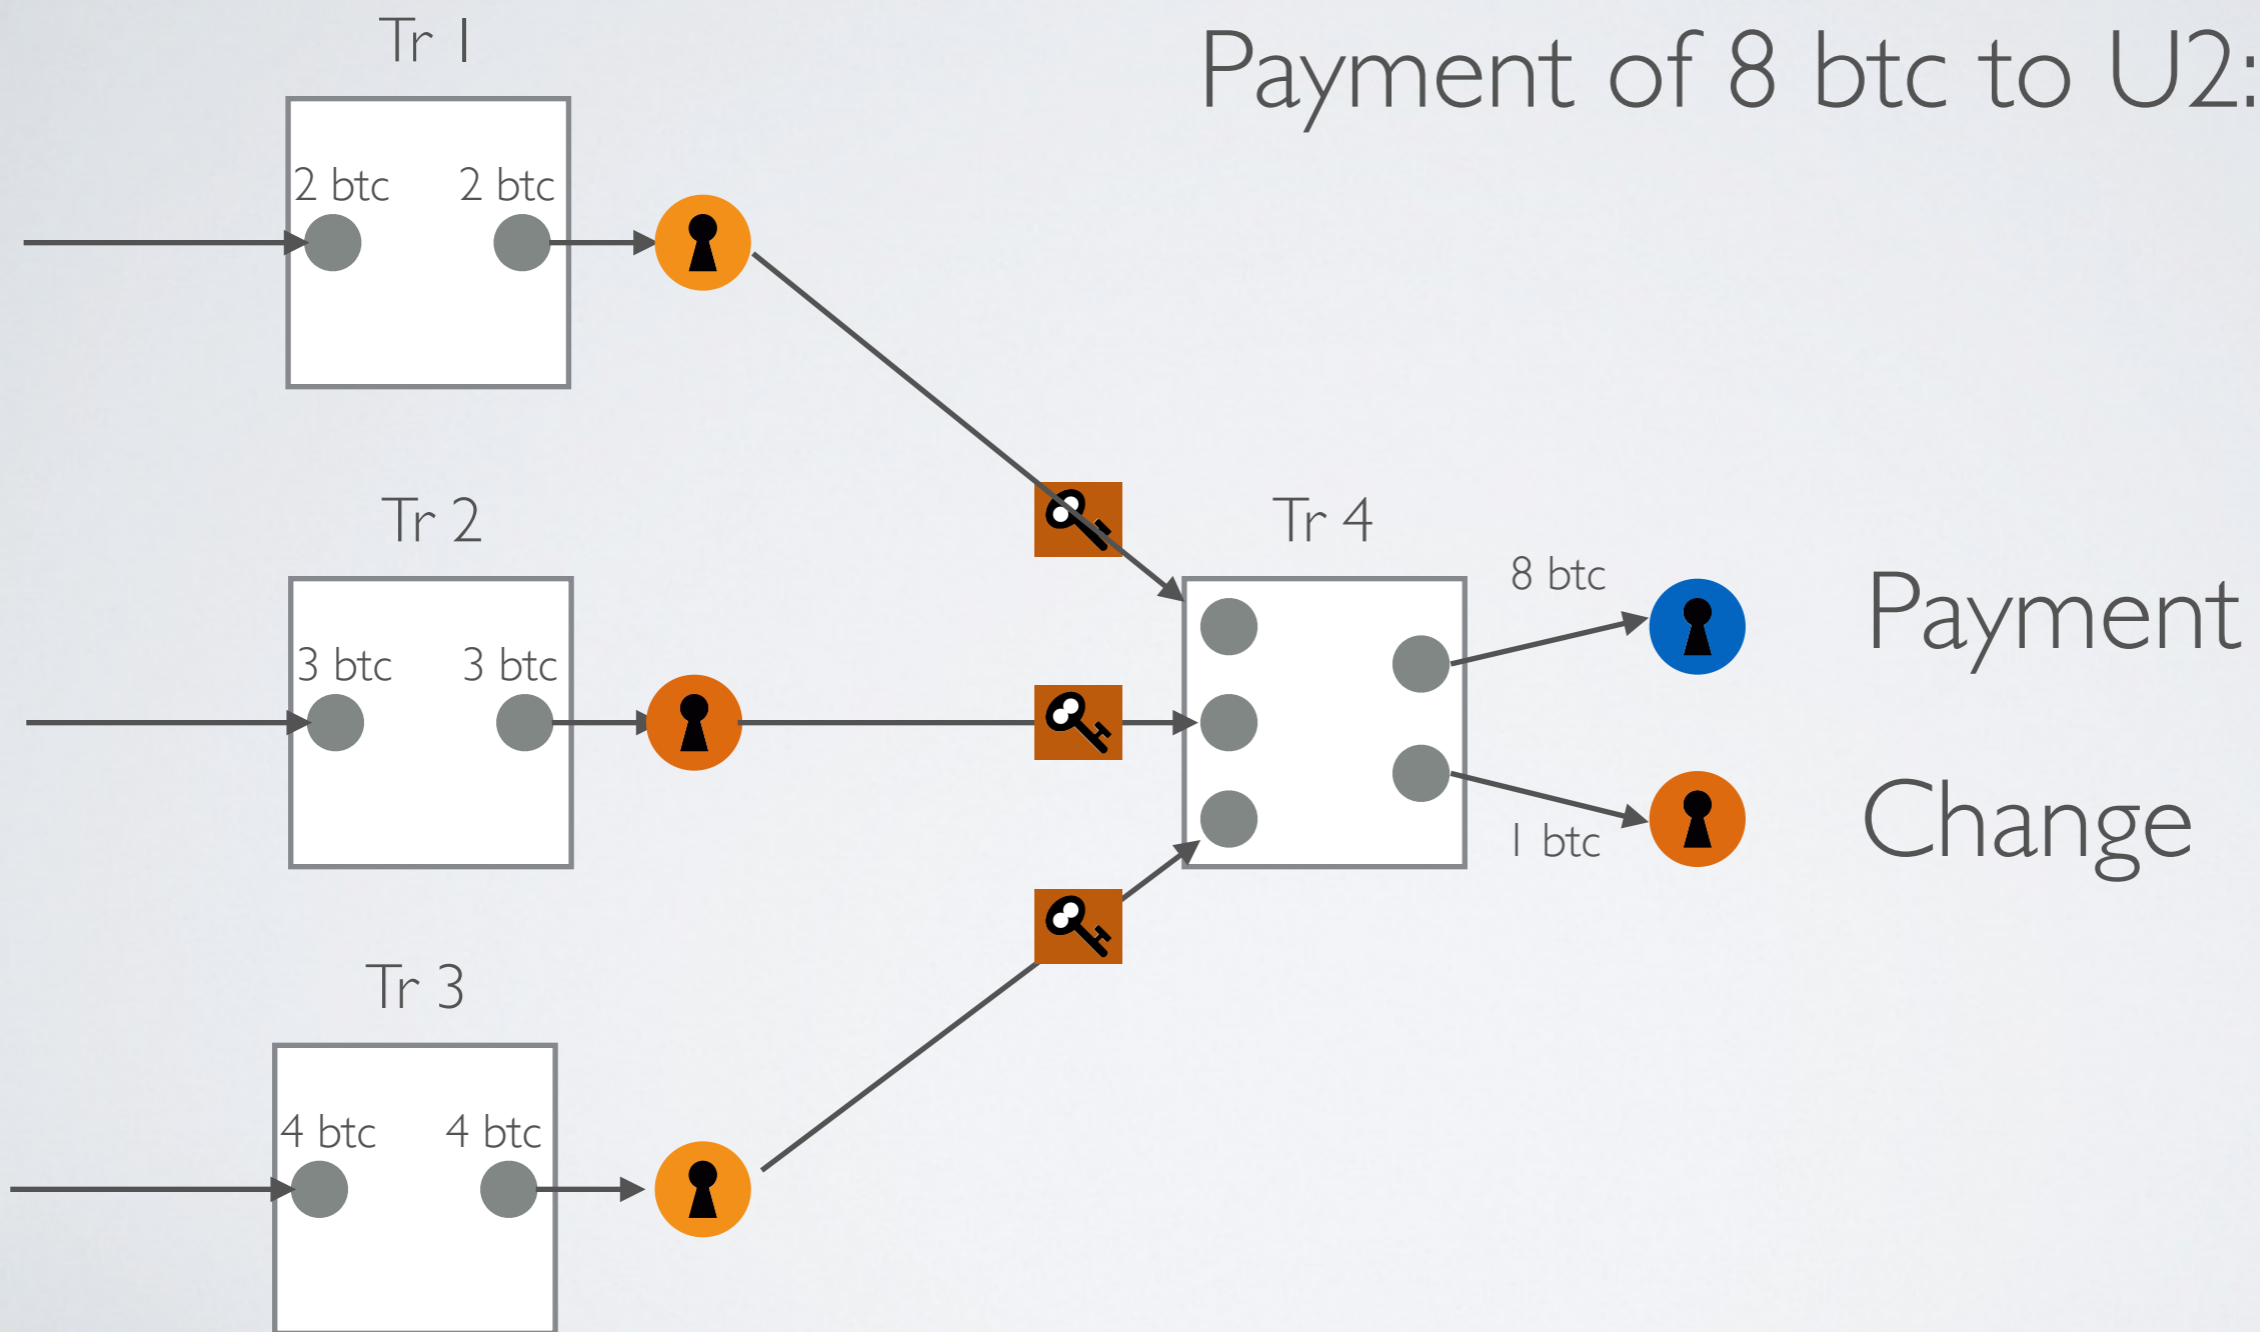 Payment of 8 btc to U2:
Tr 1
2 btc 2 btc
Tr 2
3 btc 3 btc
Tr 3
4 btc 4 btc
Tr 4
8 btc
Payment
1 btc
Change